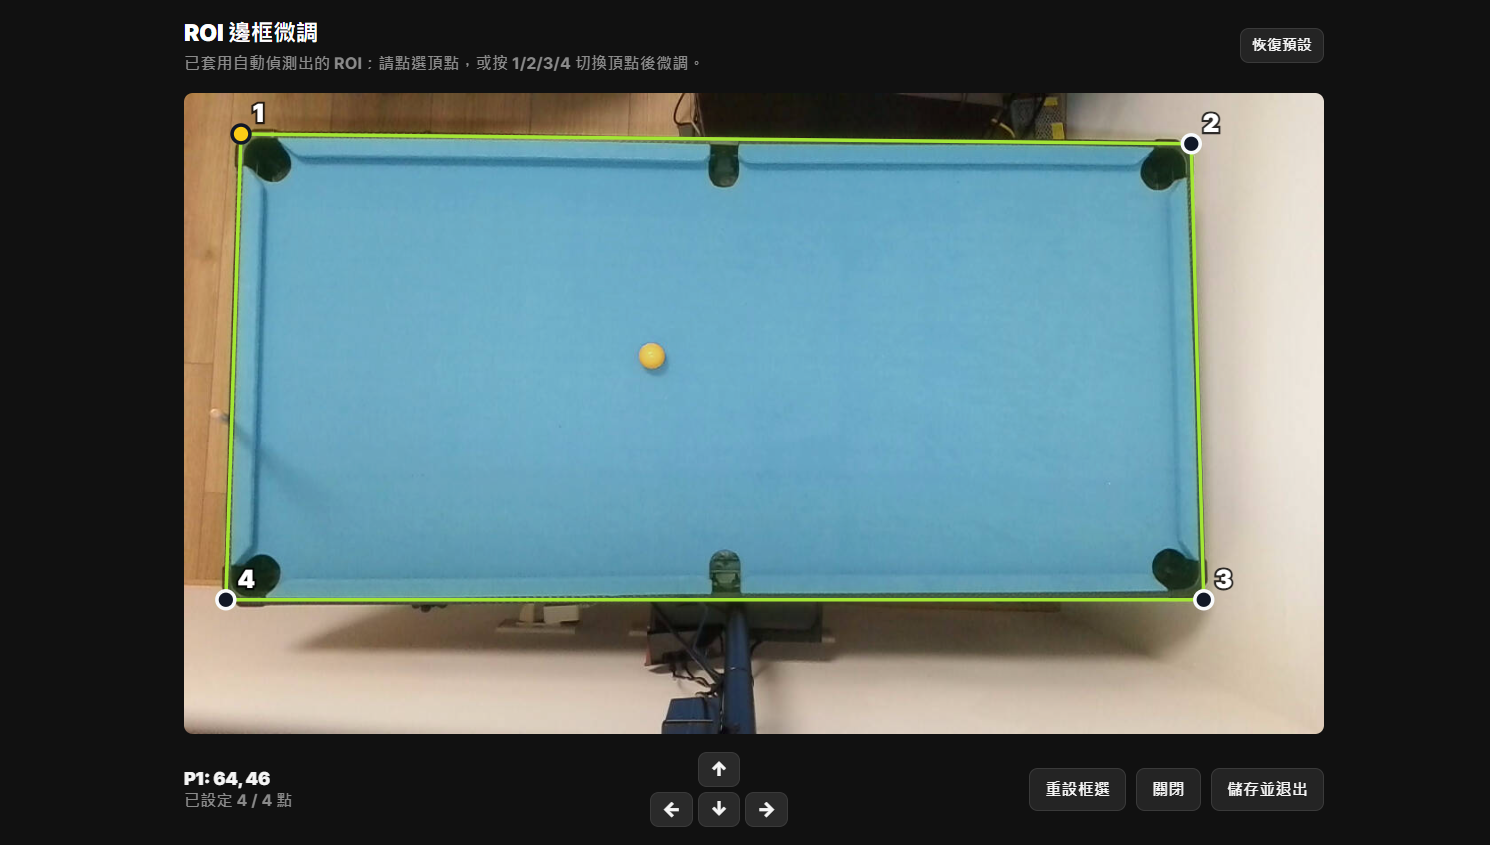 ROI 邊框微調
已套用自動偵測出的 ROI：請點選頂點，或按 1/2/3/4 切換頂點後微調。
恢復預設
1
2
4
3
P1: 64, 46
已設定 4 / 4 點
重設框選
關閉
儲存並退出